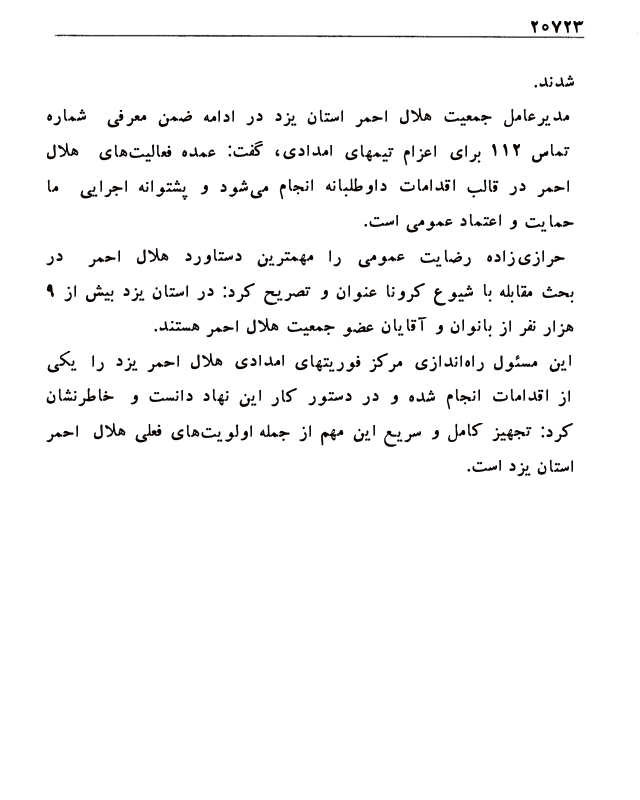 ۲۰۷۲۳
شدند.
مدیرعامل جمعیت هلال احمر استان یزد در ادامه ضمن معرفی شماره
تماس ۱۱۲ برای اعزام تیمهای امدادی، گفت: عمده فعالیت‌های هلال
احمر در قالب اقدامات داوطلبانه انجام می‌شود و پشتوانه اجرایی ما
حمایت و اعتماد عمومی است.
حرازی‌زاده رضایت عمومی را مهمترین دستاورد هلال احمر در
بحث مقابله با شیوع کرونا عنوان و تصریح کرد: در استان یزد بیش از ۹
هزار نفر از بانوان و آقایان عضو جمعیت هلال احمر هستند.
این مسئول راه‌اندازی مرکز فوریتهای امدادی هلال احمر یزد را یکی
از اقدامات انجام شده و در دستور کار این نهاد دانست و خاطرنشان
کرد: تجهیز کامل و سریع این مهم از جمله اولویت‌های فعلی هلال احمر
استان یزد است.